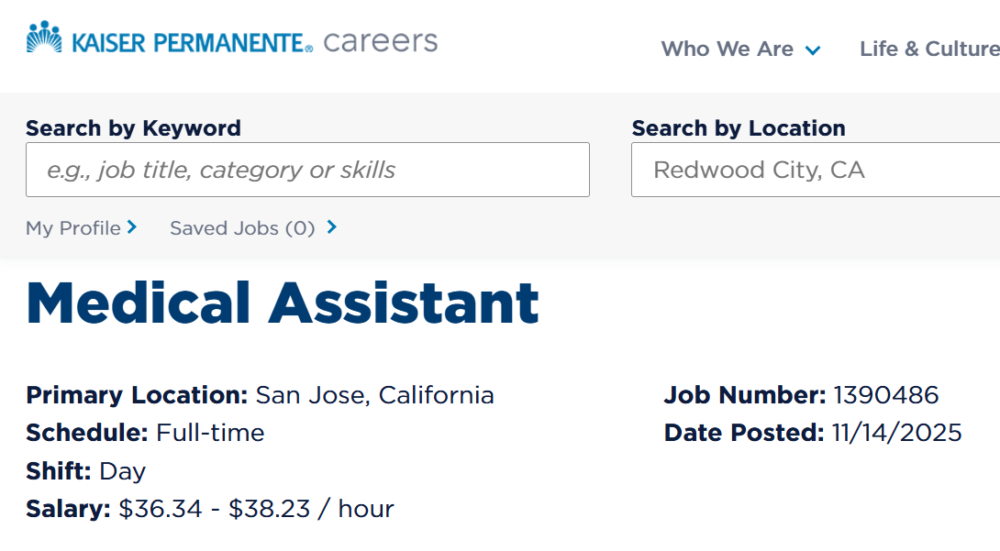 KAISER PERMANENTE® careers
Who We Are
Life & Culture
Search by Keyword
e.g., job title, category or skills
Search by Location
Redwood City, CA
My Profile
Saved Jobs (0)
Medical Assistant
Primary Location: San Jose, California
Schedule: Full-time
Shift: Day
Salary: $36.34 - $38.23 / hour
Job Number: 1390486
Date Posted: 11/14/2025